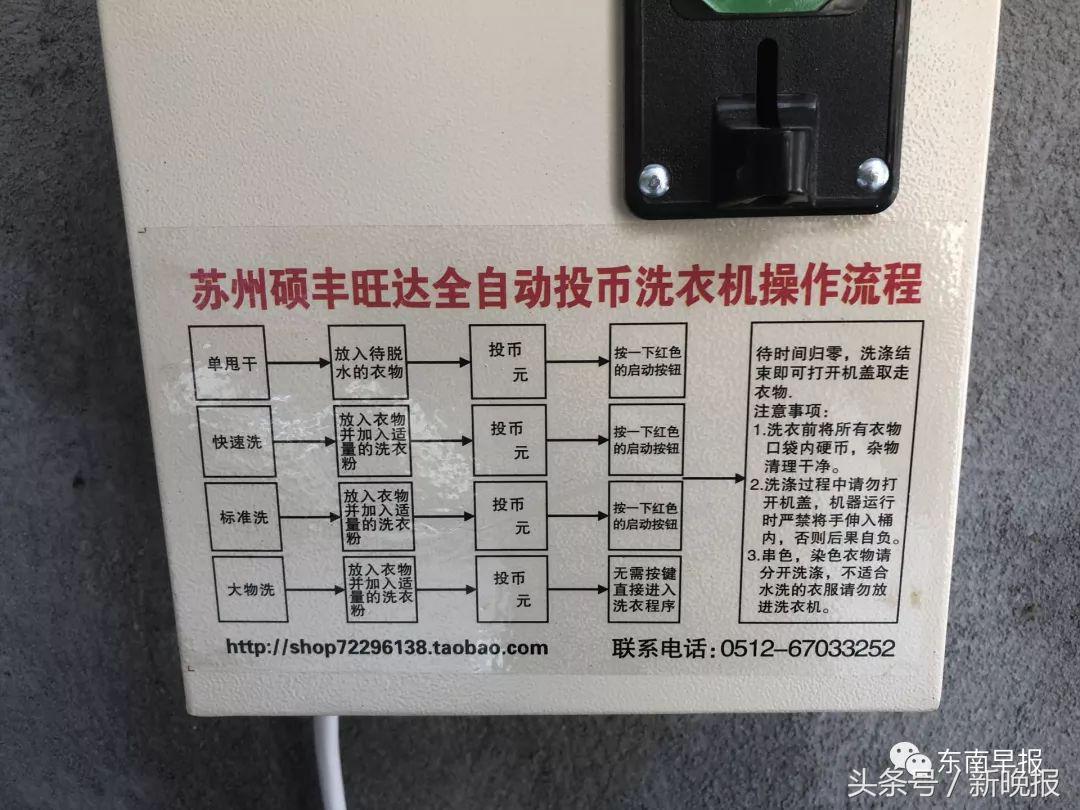 苏州硕丰旺达全自动投币洗衣机操作流程
单甩干
放入待脱
水的衣物
投币
元
按一下红色
的启动按钮
快速洗
放入衣物
并加入适
量的洗衣
粉
投币
元
按一下红色
的启动按钮
标准洗
放入衣物
并加入适
量的洗衣
粉
投币
元
按一下红色
的启动按钮
大物洗
放入衣物
并加入适
量的洗衣
粉
投币
元
无需按键
直接进入
洗衣程序
待时间归零，洗涤结
束即可打开机盖取走
衣物.
注意事项：
1.洗衣前将所有衣物
口袋内硬币，杂物
清理干净。
2.洗涤过程中请勿打
开机盖，机器运行
时严禁将手伸入桶
内，否则后果自负。
3.串色，染色衣物请
分开洗涤，不适合
水洗的衣服请勿放
进洗衣机。
http://shop72296138.taobao.com
联系电话：0512-67033252
东南早报
头条号／新晚报